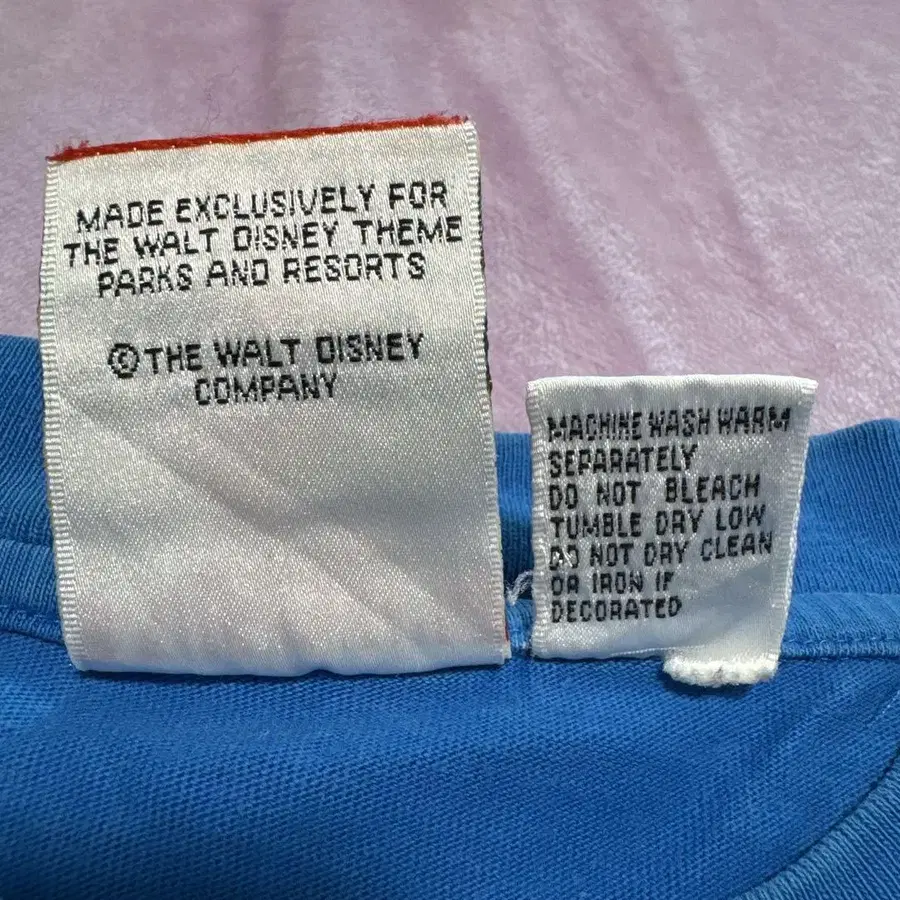 MADE EXCLUSIVELY FOR
THE WALT DISNEY THEME
PARKS AND RESORTS
© THE WALT DISNEY
COMPANY
MACHINE WASH WARM
SEPARATELY
DO NOT BLEACH
TUMBLE DRY LOW
DO NOT DRY CLEAN
OR IRON IF
DECORATED